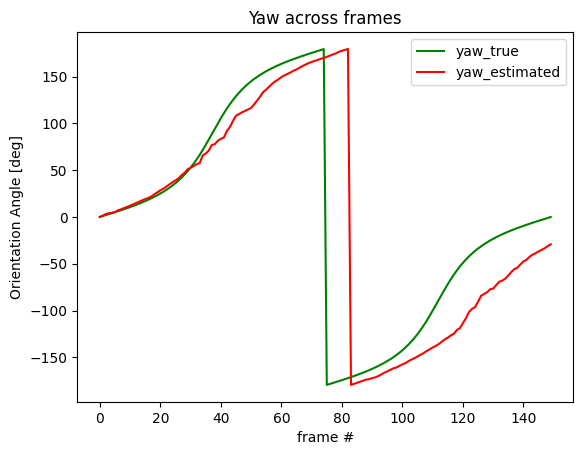 Yaw across frames
yaw_true
yaw_estimated
Orientation Angle [deg]
150
100
50
0
−50
−100
−150
0 20 40 60 80 100 120 140
frame #